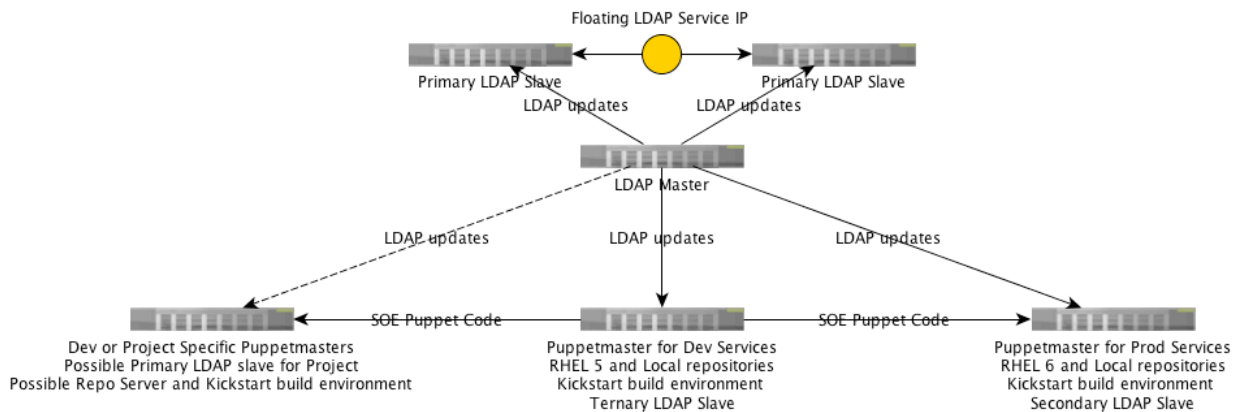 Floating LDAP Service IP
Primary LDAP Slave
Primary LDAP Slave
LDAP updates
LDAP updates
LDAP Master
LDAP updates
LDAP updates
LDAP updates
SOE Puppet Code
SOE Puppet Code
Dev or Project Specific Puppetmasters
Possible Primary LDAP slave for Project
Possible Repo Server and Kickstart build environment
Puppetmaster for Dev Services
RHEL 5 and Local repositories
Kickstart build environment
Ternary LDAP Slave
Puppetmaster for Prod Services
RHEL 6 and Local repositories
Kickstart build environment
Secondary LDAP Slave